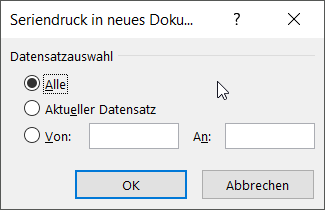 Seriendruck in neues Doku... ?
Datensatzauswahl
Alle
Aktueller Datensatz
Von: An:
OK Abbrechen